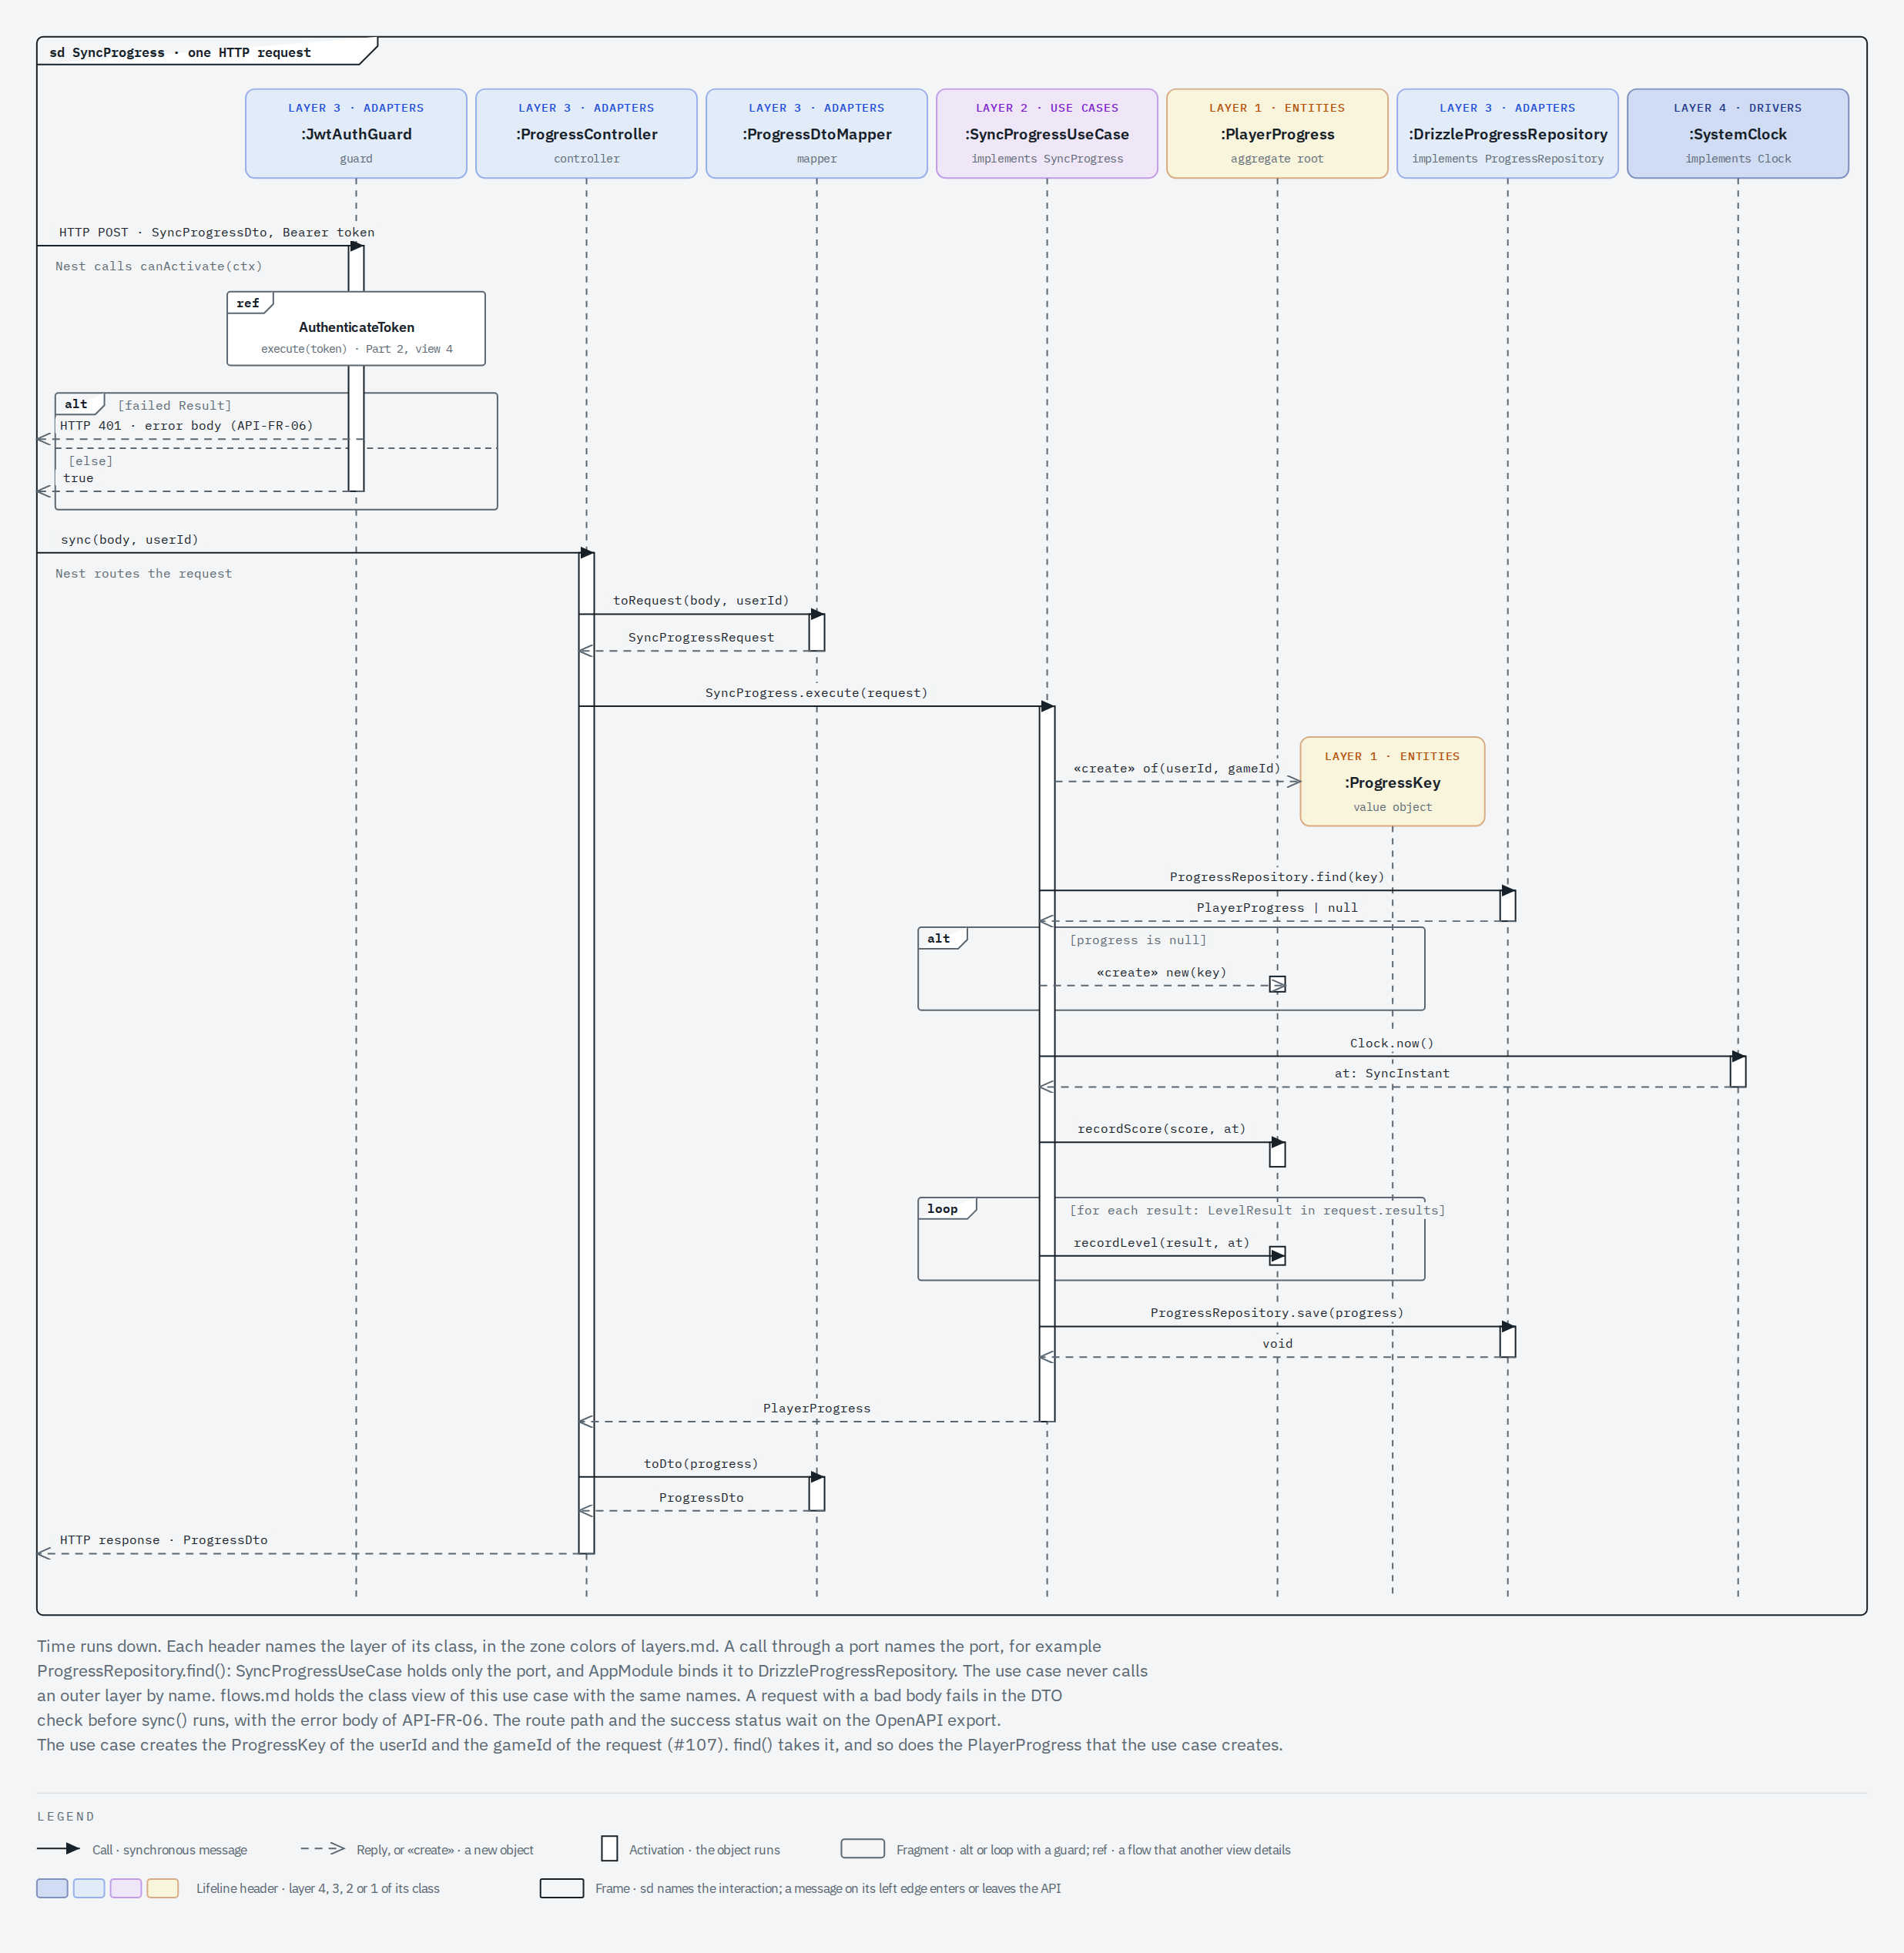 sd SyncProgress · one HTTP request
LAYER 3 · ADAPTERS
:JwtAuthGuard
guard
LAYER 3 · ADAPTERS
:ProgressController
controller
LAYER 3 · ADAPTERS
:ProgressDtoMapper
mapper
LAYER 2 · USE CASES
:SyncProgressUseCase
implements SyncProgress
LAYER 1 · ENTITIES
:PlayerProgress
aggregate root
LAYER 3 · ADAPTERS
:DrizzleProgressRepository
implements ProgressRepository
LAYER 4 · DRIVERS
:SystemClock
implements Clock
HTTP POST · SyncProgressDto, Bearer token
Nest calls canActivate(ctx)
ref
AuthenticateToken
execute(token) · Part 2, view 4
alt
[failed Result]
HTTP 401 · error body (API-FR-06)
[else]
true
sync(body, userId)
Nest routes the request
toRequest(body, userId)
SyncProgressRequest
SyncProgress.execute(request)
LAYER 1 · ENTITIES
:ProgressKey
value object
«create» of(userId, gameId)
ProgressRepository.find(key)
PlayerProgress | null
alt
[progress is null]
«create» new(key)
Clock.now()
at: SyncInstant
recordScore(score, at)
loop
[for each result: LevelResult in request.results]
recordLevel(result, at)
ProgressRepository.save(progress)
void
PlayerProgress
toDto(progress)
ProgressDto
HTTP response · ProgressDto
Time runs down. Each header names the layer of its class, in the zone colors of layers.md. A call through a port names the port, for example
ProgressRepository.find(): SyncProgressUseCase holds only the port, and AppModule binds it to DrizzleProgressRepository. The use case never calls
an outer layer by name. flows.md holds the class view of this use case with the same names. A request with a bad body fails in the DTO
check before sync() runs, with the error body of API-FR-06. The route path and the success status wait on the OpenAPI export.
The use case creates the ProgressKey of the userId and the gameId of the request (#107). find() takes it, and so does the PlayerProgress that the use case creates.
LEGEND
Call · synchronous message
Reply, or «create» · a new object
Activation · the object runs
Fragment · alt or loop with a guard; ref · a flow that another view details
Lifeline header · layer 4, 3, 2 or 1 of its class
Frame · sd names the interaction; a message on its left edge enters or leaves the API